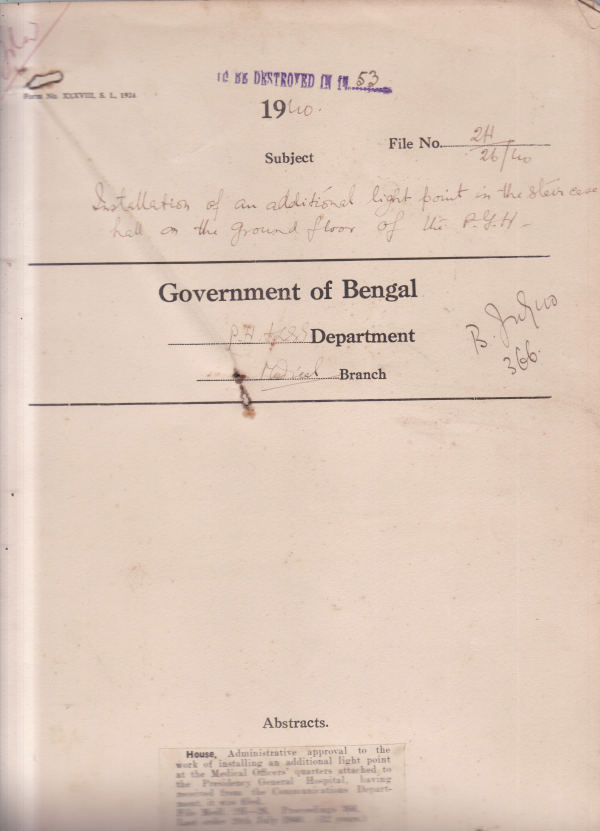 TO BE DESTROYED IN 19 53
Form No. XXXVIII, S. L., 1924
1940.
File No. 2H
26/40
Subject
Installation of an additional light point in the stair case
hall on the ground floor of the P.G.H -
Government of Bengal
Department
Medical Branch
B.
366.
Abstracts.
House, Administrative approval to the
work of installing an additional light point
at the Medical Officers' quarters attached to
the Presidency General Hospital, having
received from the Communications Depart-
ment, it was filed.